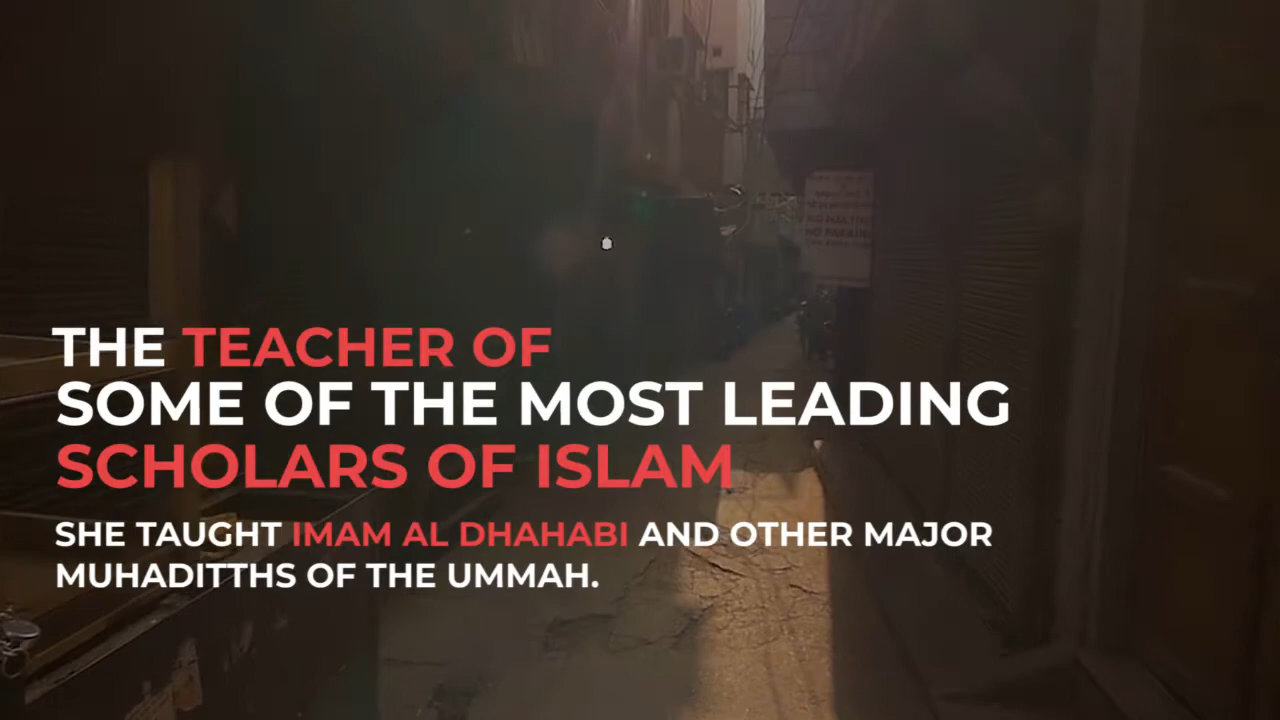 THE TEACHER OF
SOME OF THE MOST LEADING
SCHOLARS OF ISLAM
SHE TAUGHT IMAM AL DHAHABI AND OTHER MAJOR
MUHADITTHS OF THE UMMAH.